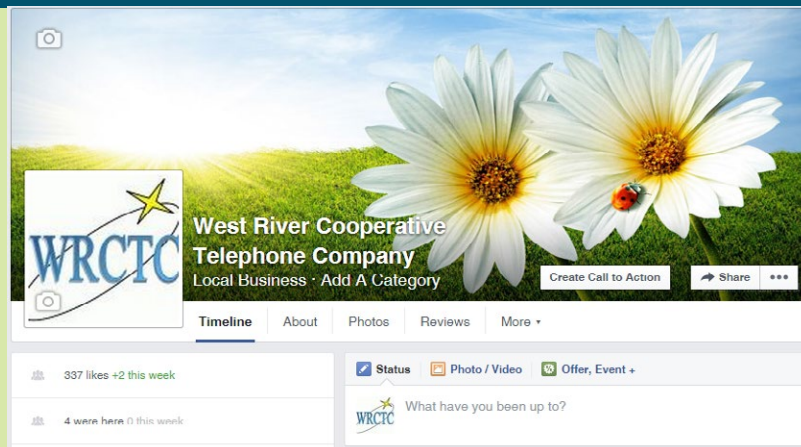 WRCTC
West River Cooperative
Telephone Company
Local Business · Add A Category
Create Call to Action
Share
Timeline
About
Photos
Reviews
More
337 likes +2 this week
4 were here 0 this week
Status
Photo / Video
Offer, Event +
WRCTC
What have you been up to?